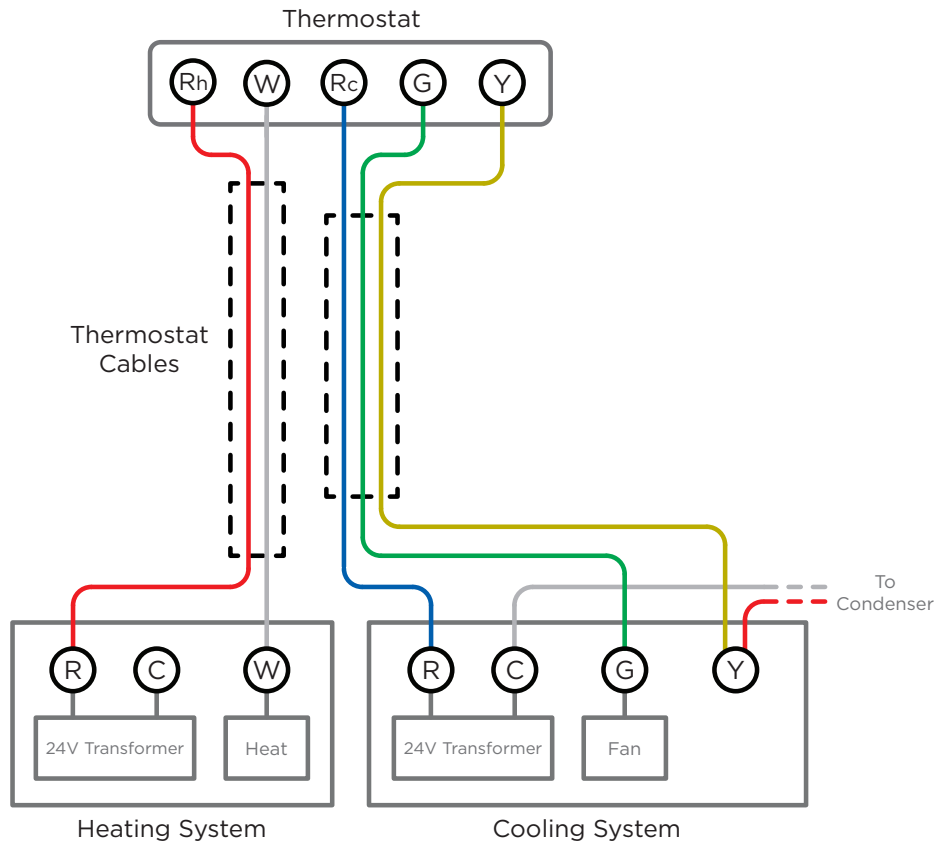 Thermostat
Rh W Rc G Y
Thermostat
Cables
To
Condenser
R C W
R C G Y
24V Transformer Heat
24V Transformer Fan
Heating System
Cooling System